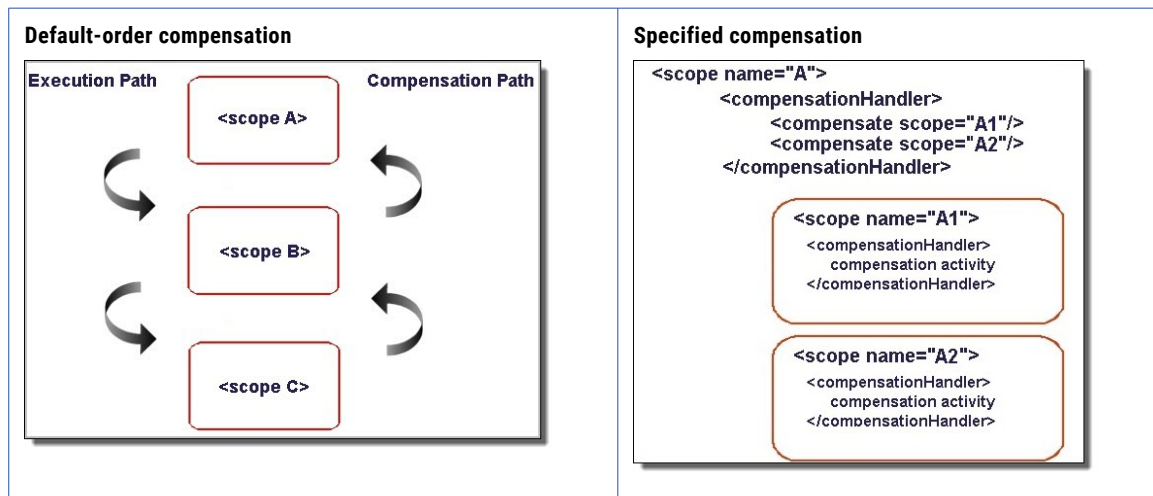 Default-order compensation
Execution Path
Compensation Path
<scope A>
<scope B>
<scope C>
Specified compensation
<scope name="A">
<compensationHandler>
<compensate scope="A1"/>
<compensate scope="A2"/>
</compensationHandler>
<scope name="A1">
<compensationHandler>
compensation activity
</compensationHandler>
<scope name="A2">
<compensationHandler>
compensation activity
</compensationHandler>